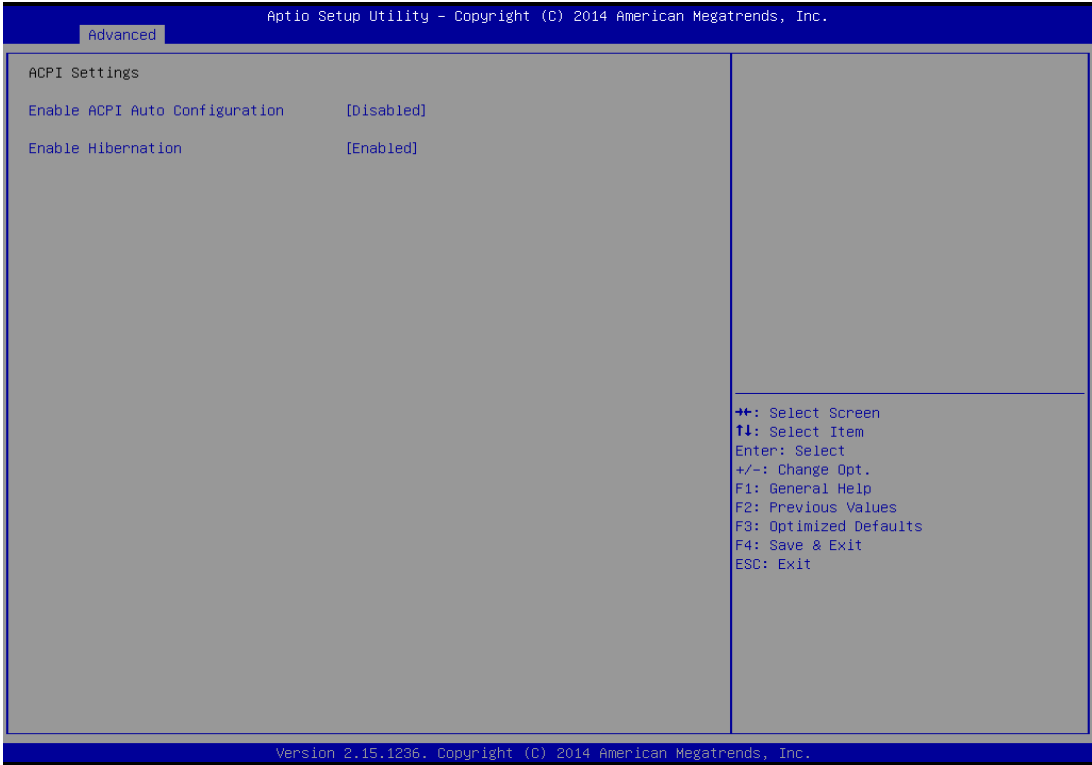 Aptio Setup Utility – Copyright (C) 2014 American Megatrends, Inc.
Advanced
ACPI Settings
Enable ACPI Auto Configuration [Disabled]
Enable Hibernation [Enabled]
→←: Select Screen
↑↓: Select Item
Enter: Select
+/-: Change Opt.
F1: General Help
F2: Previous Values
F3: Optimized Defaults
F4: Save & Exit
ESC: Exit
Version 2.15.1236. Copyright (C) 2014 American Megatrends, Inc.